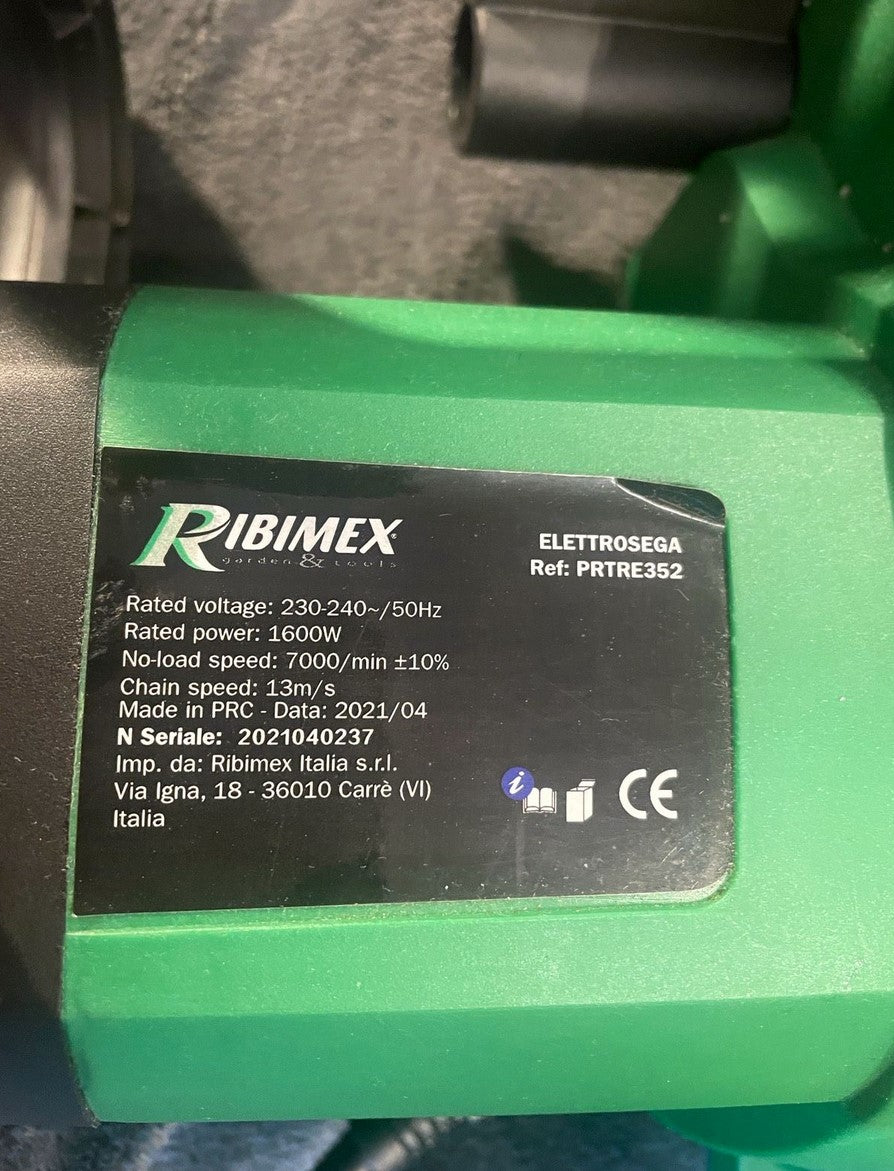 RIBIMEX
garden & tools
ELETTROSEGA
Ref: PRTRE352
Rated voltage: 230-240~/50Hz
Rated power: 1600W
No-load speed: 7000/min ±10%
Chain speed: 13m/s
Made in PRC - Data: 2021/04
N Seriale: 2021040237
Imp. da: Ribimex Italia s.r.l.
Via Igna, 18 - 36010 Carrè (VI)
Italia
i
CE